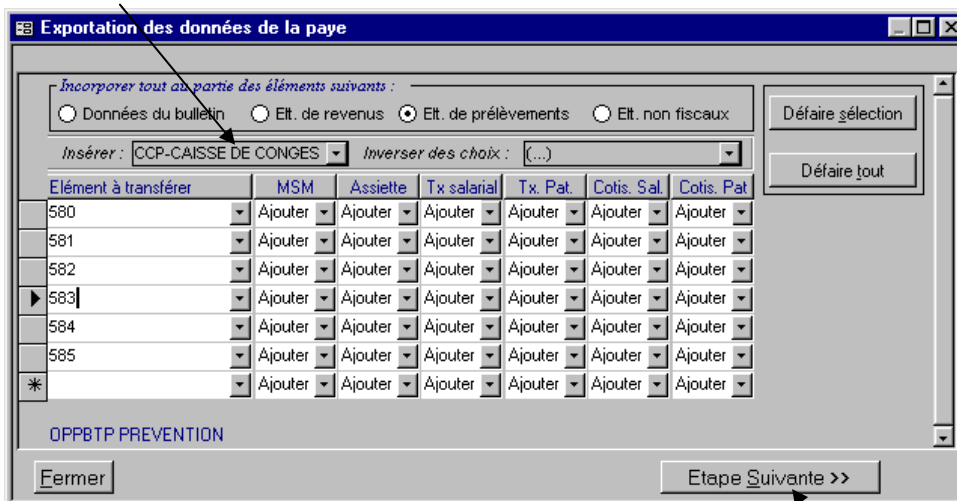 Exportation des données de la paye
Incorporer tout au partie des éléments suivants :
Données du bulletin Elt. de revenus Elt. de prélèvements Elt. non fiscaux
Défaire sélection
Insérer : CCP-CAISSE DE CONGES Inverser des choix : (...)
Défaire tout
Elément à transférer MSM Assiette Tx salarial Tx. Pat. Cotis. Sal. Cotis. Pat
580 Ajouter Ajouter Ajouter Ajouter Ajouter Ajouter
581 Ajouter Ajouter Ajouter Ajouter Ajouter Ajouter
582 Ajouter Ajouter Ajouter Ajouter Ajouter Ajouter
583 Ajouter Ajouter Ajouter Ajouter Ajouter Ajouter
584 Ajouter Ajouter Ajouter Ajouter Ajouter Ajouter
585 Ajouter Ajouter Ajouter Ajouter Ajouter Ajouter
Ajouter Ajouter Ajouter Ajouter Ajouter Ajouter
OPPBTP PREVENTION
Fermer Etape Suivante >>